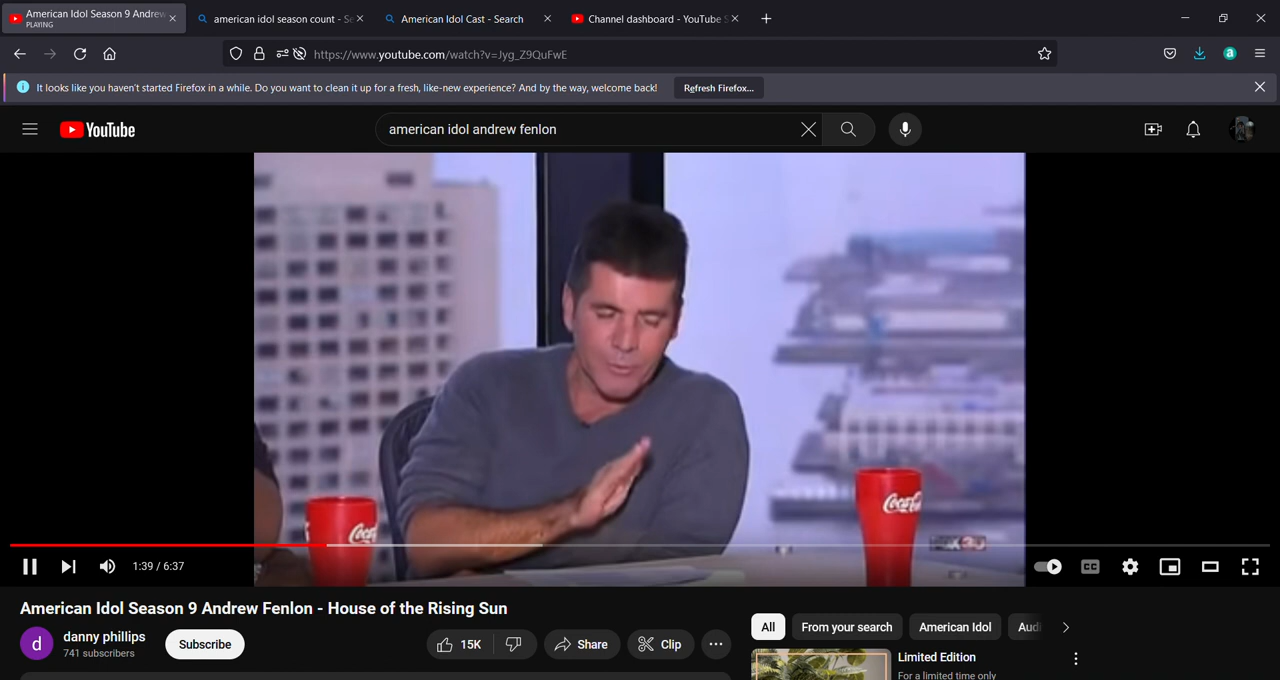 American Idol Season 9 Andrew
PLAYING
american idol season count - Se
American Idol Cast - Search
Channel dashboard - YouTube S
https://www.youtube.com/watch?v=Jyg_Z9QuFwE
a
It looks like you haven't started Firefox in a while. Do you want to clean it up for a fresh, like-new experience? And by the way, welcome back!
Refresh Firefox...
YouTube
american idol andrew fenlon
Coca
Coca-Co
1:39 / 6:37
CC
American Idol Season 9 Andrew Fenlon - House of the Rising Sun
d
danny phillips
741 subscribers
Subscribe
15K
Share
Clip
All
From your search
American Idol
Aud
Limited Edition
For a limited time only